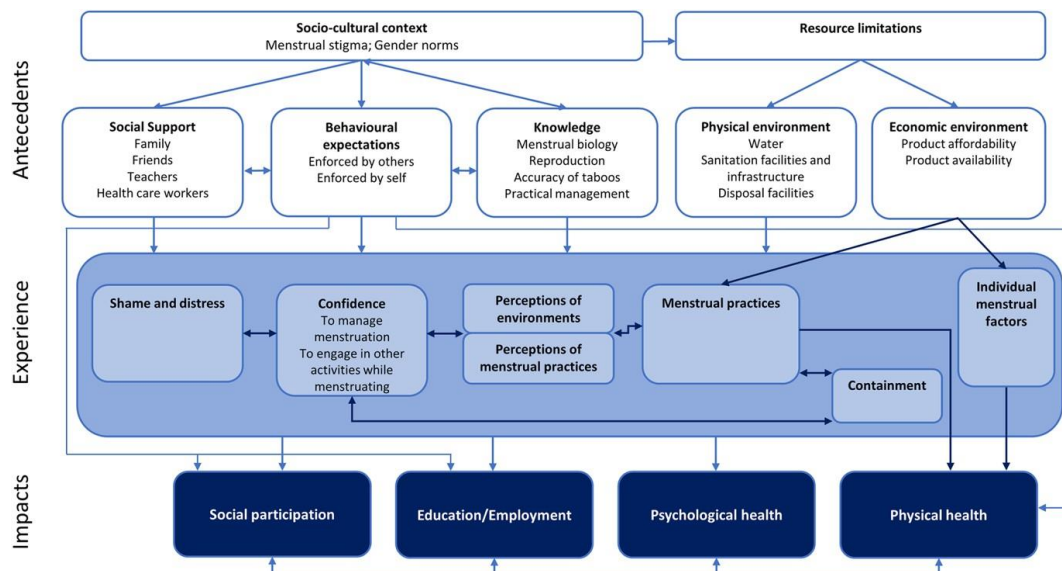 Antecedents
Socio-cultural context
Menstrual stigma; Gender norms
Resource limitations
Social Support
Family
Friends
Teachers
Health care workers
Behavioural
expectations
Enforced by others
Enforced by self
Knowledge
Menstrual biology
Reproduction
Accuracy of taboos
Practical management
Physical environment
Water
Sanitation facilities and
infrastructure
Disposal facilities
Economic environment
Product affordability
Product availability
Experience
Shame and distress
Confidence
To manage
menstruation
To engage in other
activities while
menstruating
Perceptions of
environments
Perceptions of
menstrual practices
Menstrual practices
Containment
Individual
menstrual
factors
Impacts
Social participation
Education/Employment
Psychological health
Physical health